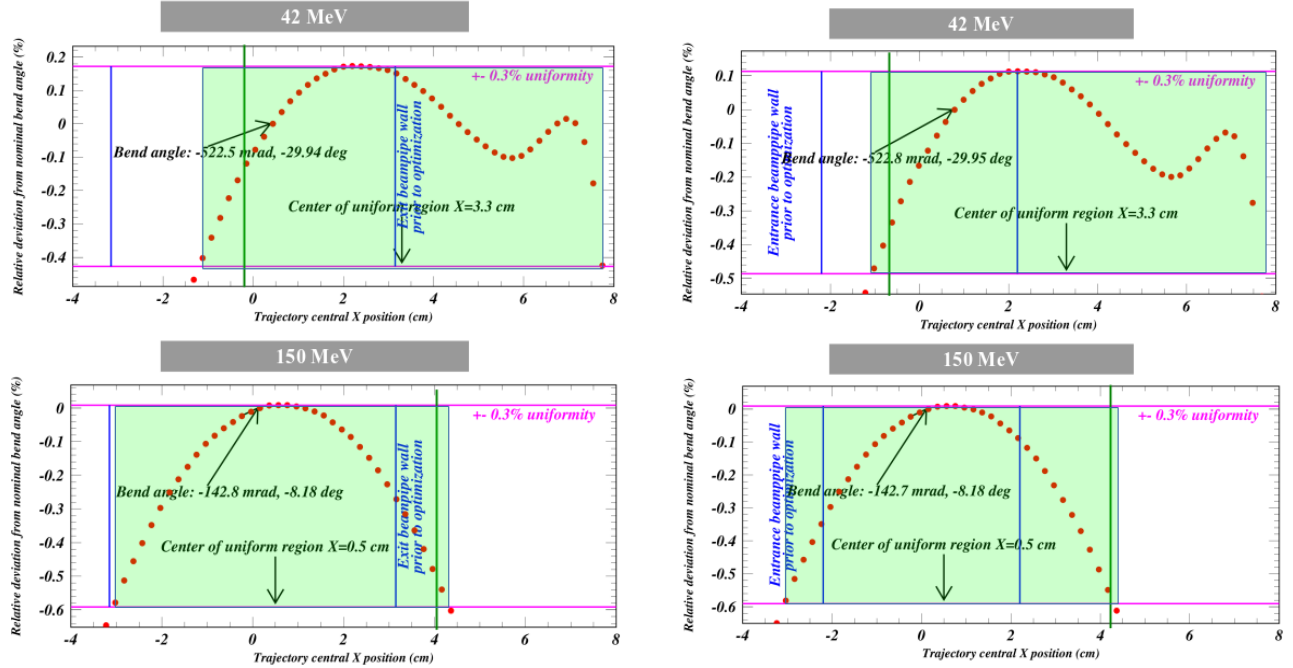 42 MeV
Relative deviation from nominal bend angle (%)
0.2
0.1
0
-0.1
-0.2
-0.3
-0.4
+- 0.3% uniformity
Bend angle: -522.5 mrad, -29.94 deg
Exit beampipe wall
prior to optimization
Center of uniform region X=3.3 cm
-4
-2
0
2
4
6
8
Trajectory central X position (cm)
42 MeV
Relative deviation from nominal bend angle (%)
0.1
0
-0.1
-0.2
-0.3
-0.4
-0.5
+- 0.3% uniformity
Entrance beampipe wall
prior to optimization
Bend angle: -522.8 mrad, -29.95 deg
Center of uniform region X=3.3 cm
-4
-2
0
2
4
6
8
Trajectory central X position (cm)
150 MeV
Relative deviation from nominal bend angle (%)
0
-0.1
-0.2
-0.3
-0.4
-0.5
-0.6
+- 0.3% uniformity
Bend angle: -142.8 mrad, -8.18 deg
Exit beampipe wall
prior to optimization
Center of uniform region X=0.5 cm
-4
-2
0
2
4
6
8
Trajectory central X position (cm)
150 MeV
Relative deviation from nominal bend angle (%)
0
-0.1
-0.2
-0.3
-0.4
-0.5
-0.6
+- 0.3% uniformity
Entrance beampipe wall
prior to optimization
Bend angle: -142.7 mrad, -8.18 deg
Center of uniform region X=0.5 cm
-4
-2
0
2
4
6
8
Trajectory central X position (cm)